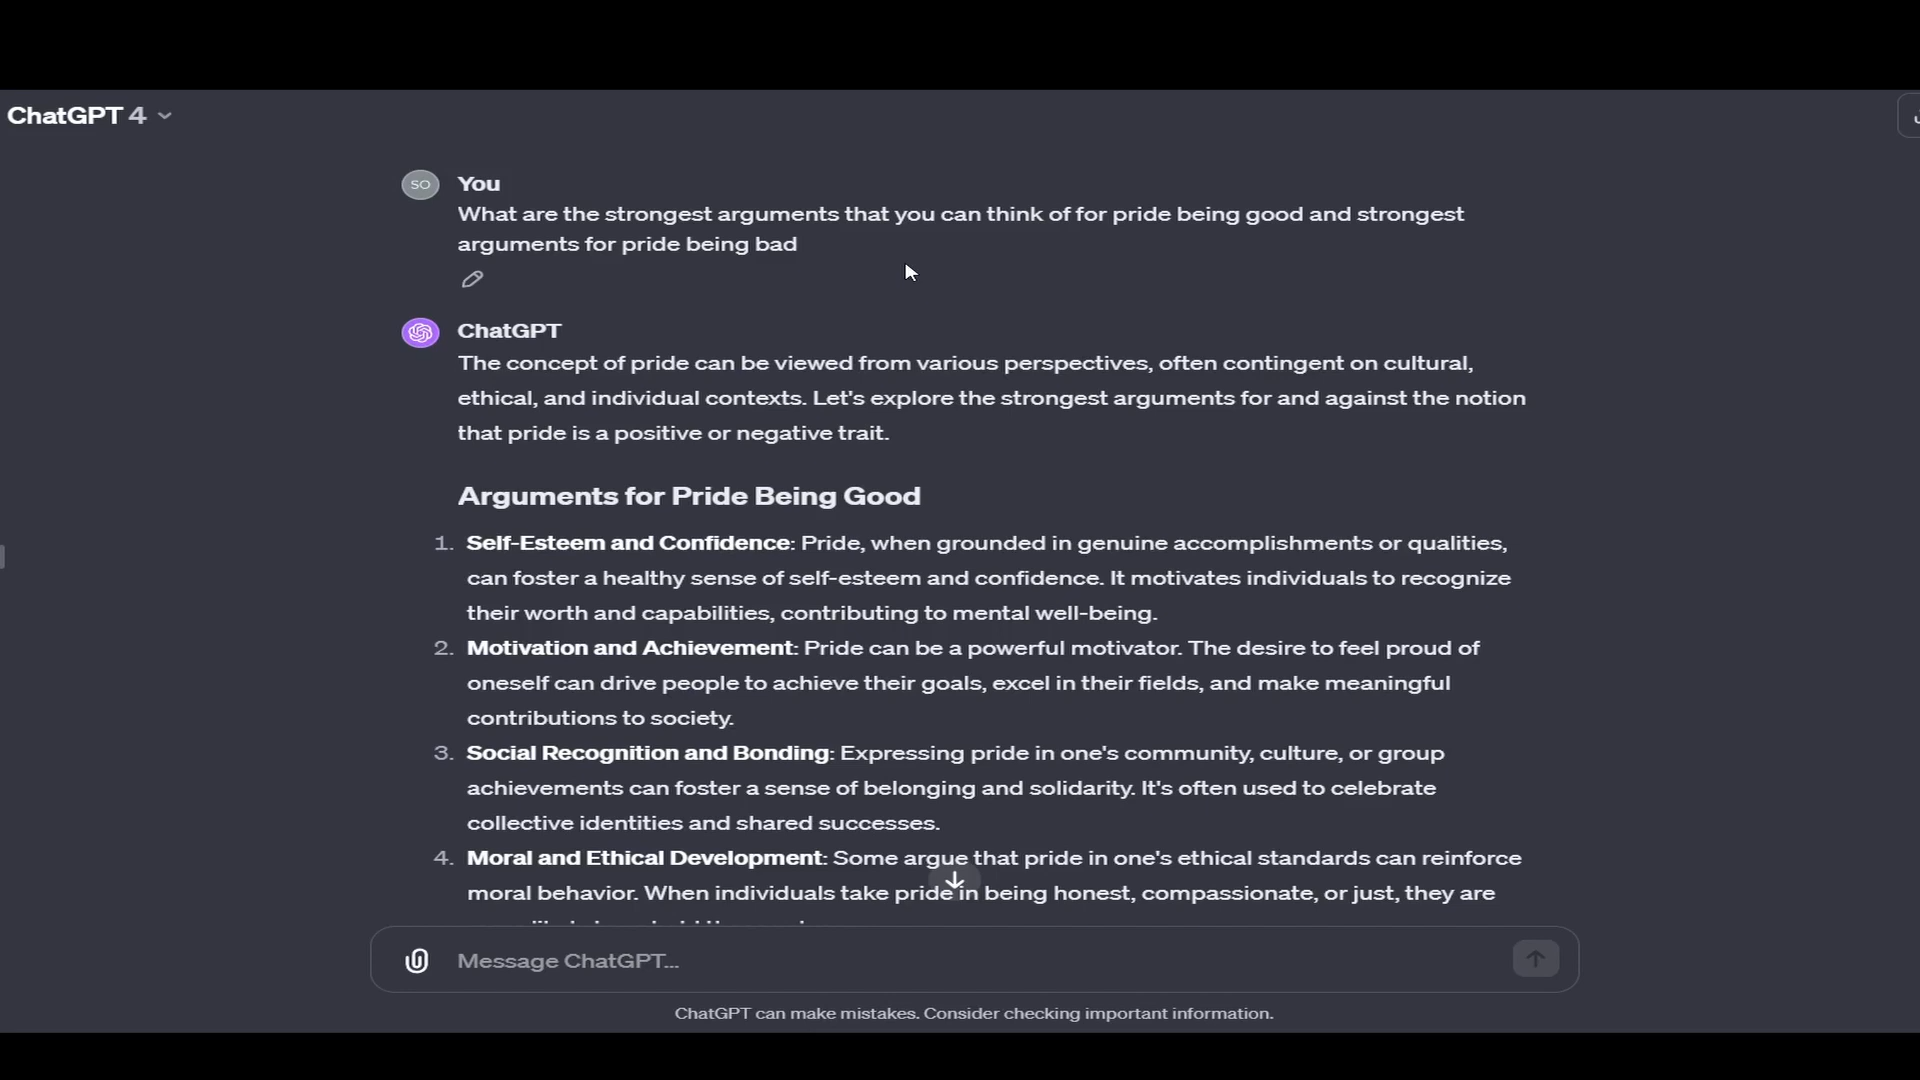 ChatGPT 4
SO
You
What are the strongest arguments that you can think of for pride being good and strongest
arguments for pride being bad
ChatGPT
The concept of pride can be viewed from various perspectives, often contingent on cultural,
ethical, and individual contexts. Let's explore the strongest arguments for and against the notion
that pride is a positive or negative trait.
Arguments for Pride Being Good
1. Self-Esteem and Confidence: Pride, when grounded in genuine accomplishments or qualities,
can foster a healthy sense of self-esteem and confidence. It motivates individuals to recognize
their worth and capabilities, contributing to mental well-being.
2. Motivation and Achievement: Pride can be a powerful motivator. The desire to feel proud of
oneself can drive people to achieve their goals, excel in their fields, and make meaningful
contributions to society.
3. Social Recognition and Bonding: Expressing pride in one's community, culture, or group
achievements can foster a sense of belonging and solidarity. It's often used to celebrate
collective identities and shared successes.
4. Moral and Ethical Development: Some argue that pride in one's ethical standards can reinforce
moral behavior. When individuals take pride in being honest, compassionate, or just, they are
Message ChatGPT...
ChatGPT can make mistakes. Consider checking important information.